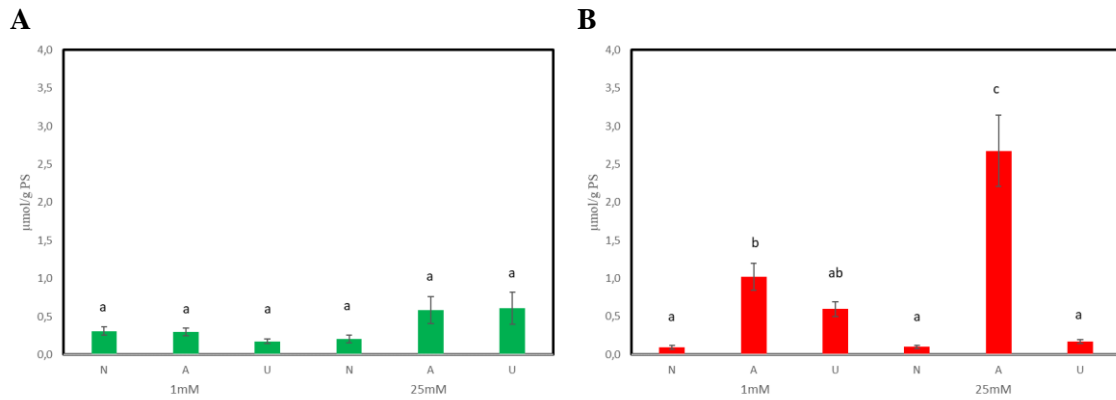 A
4,0
3,5
3,0
2,5
2,0
1,5
1,0
0,5
0,0
µmol/g PS
a a a a a a
N A U N A U
1mM 25mM
B
4,0
3,5
3,0
2,5
2,0
1,5
1,0
0,5
0,0
µmol/g PS
a b ab a c a
N A U N A U
1mM 25mM